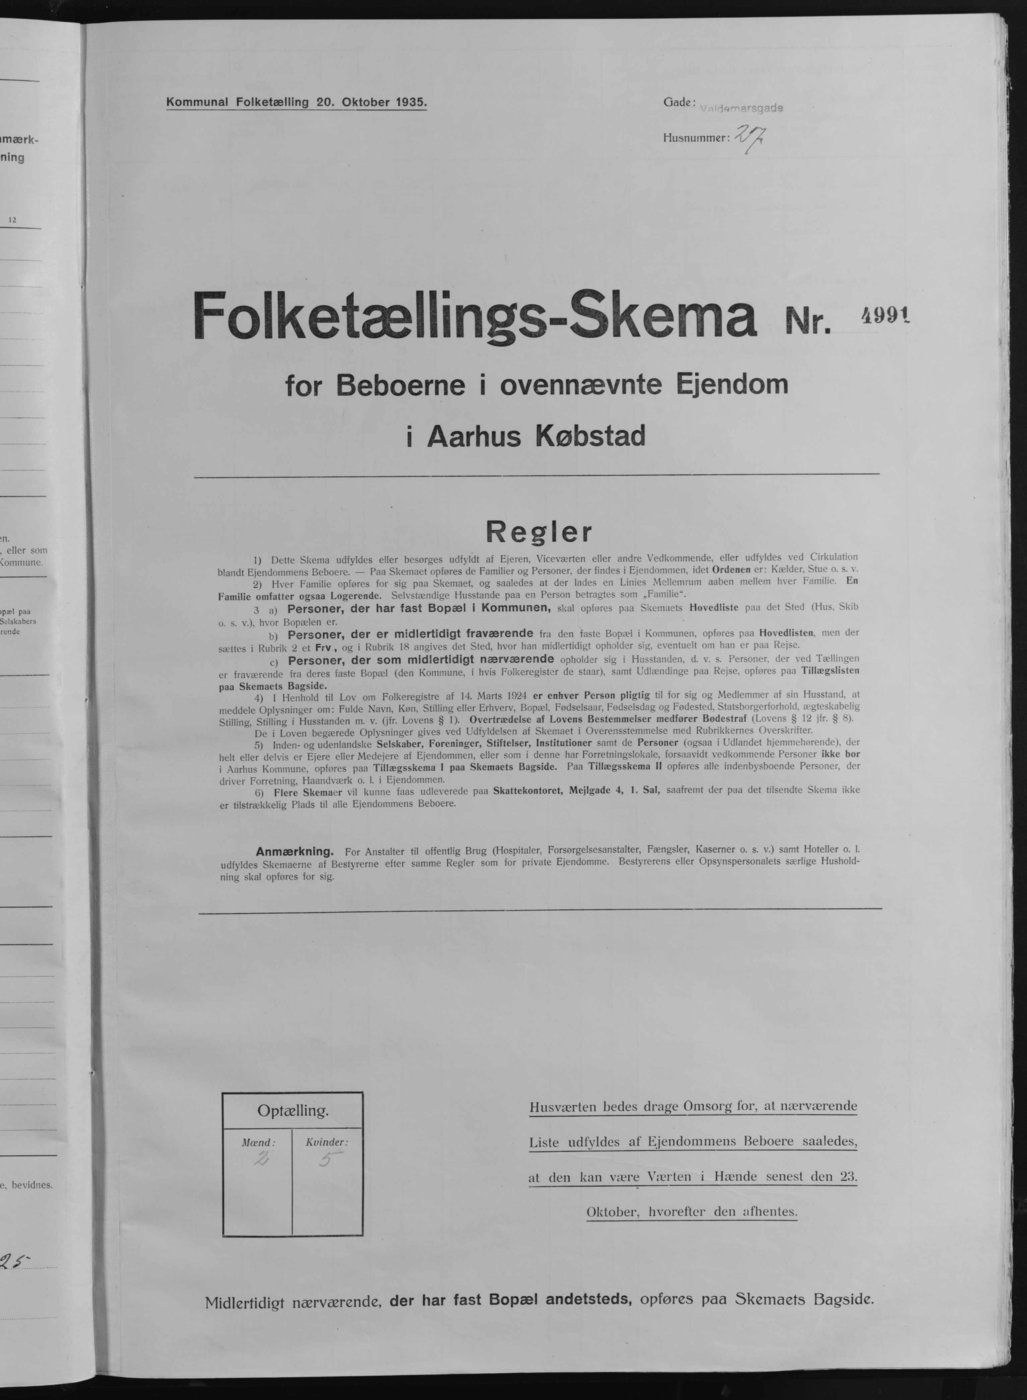 Kommunal Folketælling 20. Oktober 1935.
Gade: Valdemarsgade
Husnummer: 27
Folketællings-Skema Nr. 4991
for Beboerne i ovennævnte Ejendom
i Aarhus Købstad
Regler
1) Dette Skema udfyldes eller besørges udfyldt af Ejeren, Viceværten eller andre Vedkommende, eller udfyldes ved Cirkulation
blandt Ejendommens Beboere. — Paa Skemaet opføres de Familier og Personer, der findes i Ejendommen, idet Ordenen er: Kælder, Stue o. s. v.
2) Hver Familie opføres for sig paa Skemaet, og saaledes at der lades en Linies Mellemrum aaben mellem hver Familie. En
Familie omfatter ogsaa Logerende. Selvstændige Husstande paa en Person betragtes som „Familie".
3 a) Personer, der har fast Bopæl i Kommunen, skal opføres paa Skemaets Hovedliste paa det Sted (Hus, Skib
o. s. v.), hvor Bopælen er.
b) Personer, der er midlertidigt fraværende fra den faste Bopæl i Kommunen, opføres paa Hovedlisten, men der
sættes i Rubrik 2 et Frv, og i Rubrik 18 angives det Sted, hvor han midlertidigt opholder sig, eventuelt om han er paa Rejse.
c) Personer, der som midlertidigt nærværende opholder sig i Husstanden, d. v. s. Personer, der ved Tællingen
er fraværende fra deres faste Bopæl (den Kommune, i hvis Folkeregister de staar), samt Udlændinge paa Rejse, opføres paa Tillægslisten
paa Skemaets Bagside.
4) I Henhold til Lov om Folkeregistre af 14. Marts 1924 er enhver Person pligtig til for sig og Medlemmer af sin Husstand, at
meddele Oplysninger om: Fulde Navn, Køn, Stilling eller Erhverv, Bopæl, Fødselsaar, Fødselsdag og Fødested, Statsborgerforhold, ægteskabelig
Stilling, Stilling i Husstanden m. v. (jfr. Lovens § 1). Overtrædelse af Lovens Bestemmelser medfører Bødestraf (Lovens § 12 jfr. § 8).
De i Loven begærede Oplysninger gives ved Udfyldelsen af Skemaet i Overensstemmelse med Rubrikkernes Overskrifter.
5) Inden- og udenlandske Selskaber, Foreninger, Stiftelser, Institutioner samt de Personer (ogsaa i Udlandet hjemmehørende), der
helt eller delvis er Ejere eller Medejere af Ejendommen, eller som i denne har Forretningslokale, forsaavidt vedkommende Personer ikke bor
i Aarhus Kommune, opføres paa Tillægsskema I paa Skemaets Bagside. Paa Tillægsskema II opføres alle indenbysboende Personer, der
driver Forretning, Haandværk o. l. i Ejendommen.
6) Flere Skemaer vil kunne faas udleverede paa Skattekontoret, Mejlgade 4, 1. Sal, saafremt der paa det tilsendte Skema ikke
er tilstrækkelig Plads til alle Ejendommens Beboere.
Anmærkning. For Anstalter til offentlig Brug (Hospitaler, Forsørgelsesanstalter, Fængsler, Kaserner o. s. v.) samt Hoteller o. l.
udfyldes Skemaerne af Bestyrerne efter samme Regler som for private Ejendomme. Bestyrerens eller Opsynspersonalets særlige Hushold-
ning skal opføres for sig.
Optælling.
Mænd: Kvinder:
2 5
Husværten bedes drage Omsorg for, at nærværende
Liste udfyldes af Ejendommens Beboere saaledes,
at den kan være Værten i Hænde senest den 23.
Oktober, hvorefter den afhentes.
Midlertidigt nærværende, der har fast Bopæl andetsteds, opføres paa Skemaets Bagside.
mærk-
ning
12
en.
, eller som
Kommune.
opæl paa
Selskabers
rende
e, bevidnes.
25